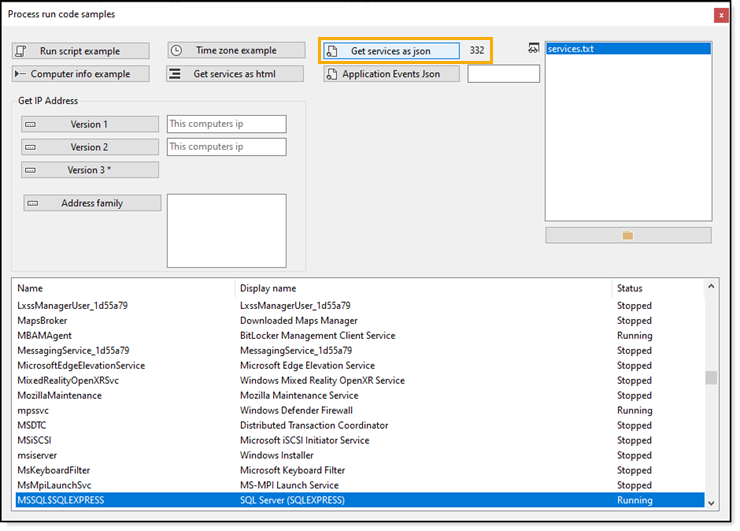 Process run code samples
Run script example
Time zone example
Get services as json
332
services.txt
Computer info example
Get services as html
Application Events Json
Get IP Address
Version 1
This computers ip
Version 2
This computers ip
Version 3 *
Address family
Name Display name Status
LxssManagerUser_1d55a79 LxssManagerUser_1d55a79 Stopped
MapsBroker Downloaded Maps Manager Stopped
MBAMAgent BitLocker Management Client Service Running
MessagingService_1d55a79 MessagingService_1d55a79 Stopped
MicrosoftEdgeElevationService Microsoft Edge Elevation Service Stopped
MixedRealityOpenXRSvc Windows Mixed Reality OpenXR Service Stopped
MozillaMaintenance Mozilla Maintenance Service Stopped
mpssvc Windows Defender Firewall Running
MSDTC Distributed Transaction Coordinator Stopped
MSiSCSI Microsoft iSCSI Initiator Service Stopped
msiserver Windows Installer Stopped
MsKeyboardFilter Microsoft Keyboard Filter Stopped
MsMpiLaunchSvc MS-MPI Launch Service Stopped
MSSQL$SQLEXPRESS SQL Server (SQLEXPRESS) Running